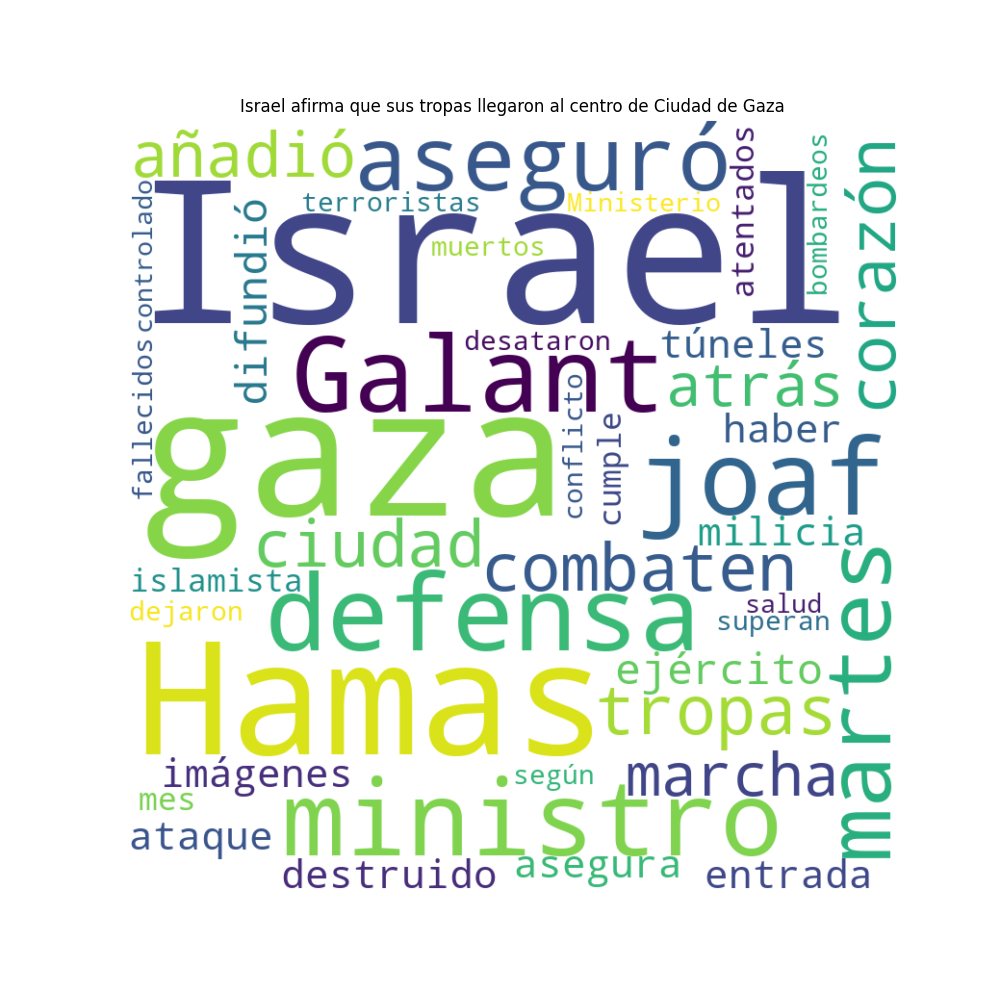 Israel afirma que sus tropas llegaron al centro de Ciudad de Gaza
añadió
aseguró
atentados
bombardeos
corazón
controlado
difundió
terroristas
Ministerio
Israel
muertos
desataron
túneles
Galant
atrás
fallecidos
conflicto
cumple
haber
gaza
joaf
milicia
ciudad
combaten
islamista
defensa
salud
dejaron
superan
martes
Hamas
ejército
tropas
imágenes
según
marcha
mes
ministro
ataque
destruido
asegura
entrada